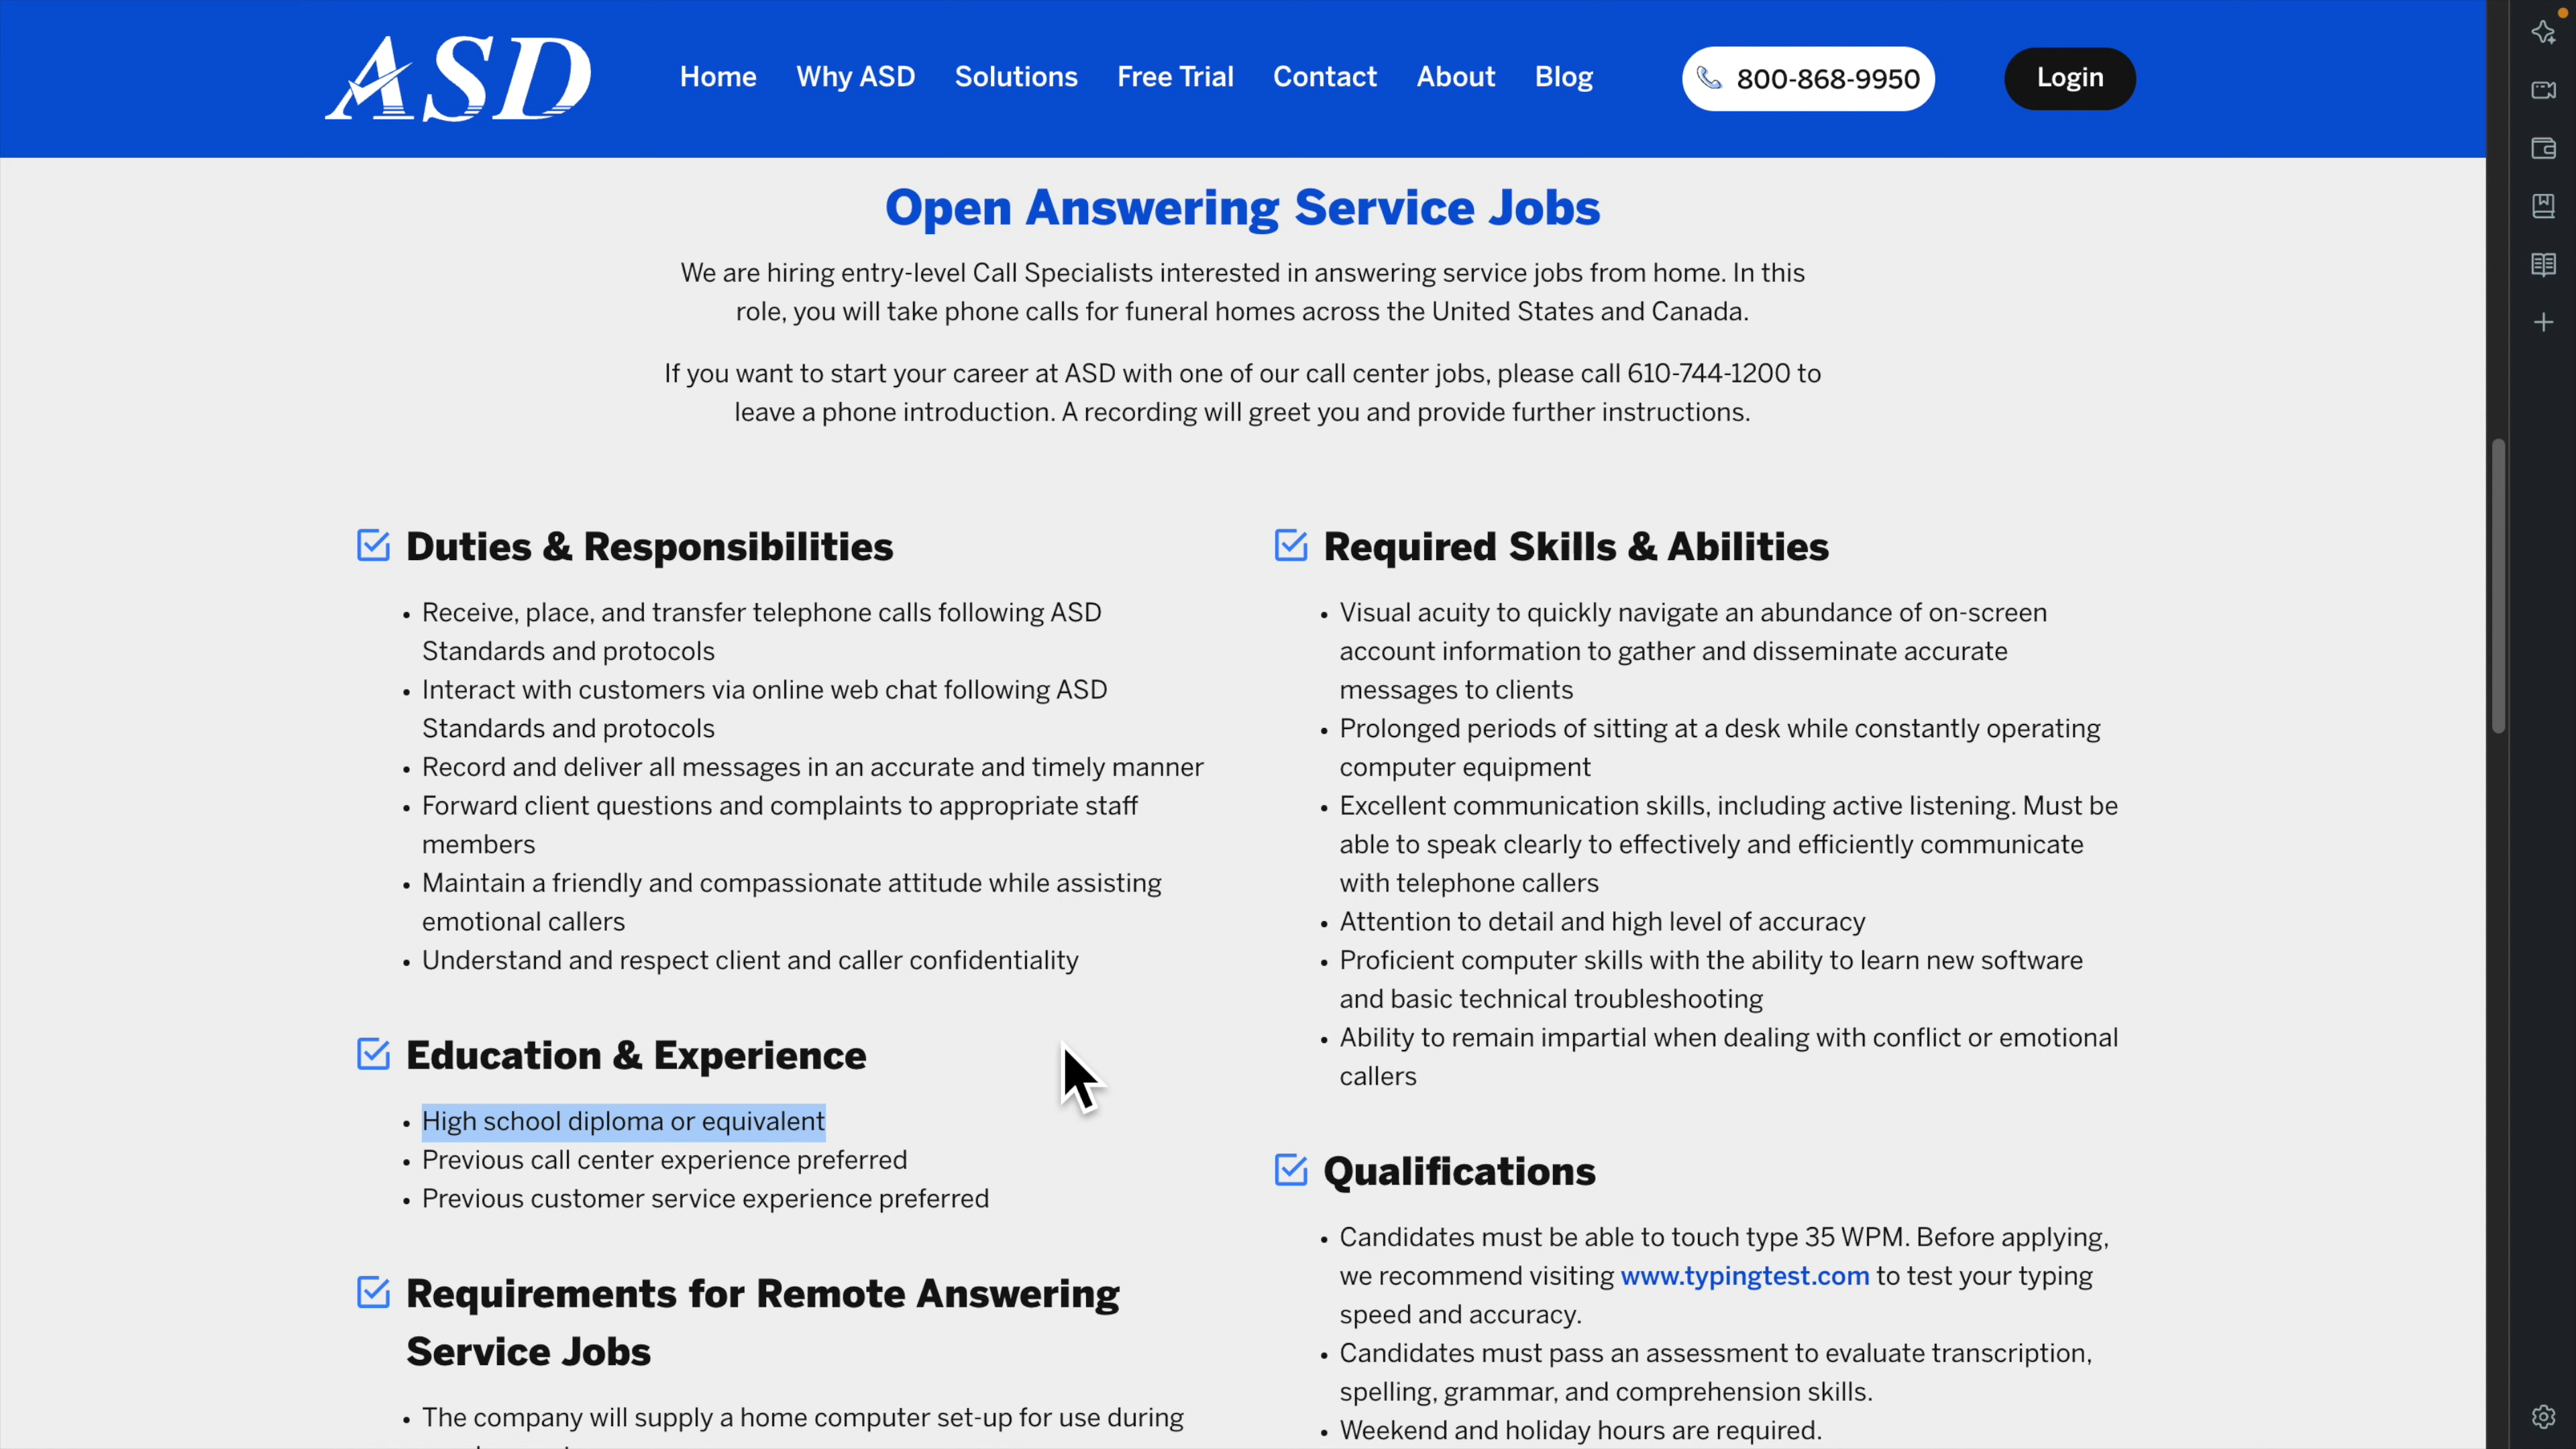 ASD
Home Why ASD Solutions Free Trial Contact About Blog 800-868-9950 Login
Open Answering Service Jobs
We are hiring entry-level Call Specialists interested in answering service jobs from home. In this
role, you will take phone calls for funeral homes across the United States and Canada.
If you want to start your career at ASD with one of our call center jobs, please call 610-744-1200 to
leave a phone introduction. A recording will greet you and provide further instructions.
Duties & Responsibilities
• Receive, place, and transfer telephone calls following ASD
Standards and protocols
• Interact with customers via online web chat following ASD
Standards and protocols
• Record and deliver all messages in an accurate and timely manner
• Forward client questions and complaints to appropriate staff
members
• Maintain a friendly and compassionate attitude while assisting
emotional callers
• Understand and respect client and caller confidentiality
Education & Experience
• High school diploma or equivalent
• Previous call center experience preferred
• Previous customer service experience preferred
Requirements for Remote Answering
Service Jobs
• The company will supply a home computer set-up for use during
Required Skills & Abilities
• Visual acuity to quickly navigate an abundance of on-screen
account information to gather and disseminate accurate
messages to clients
• Prolonged periods of sitting at a desk while constantly operating
computer equipment
• Excellent communication skills, including active listening. Must be
able to speak clearly to effectively and efficiently communicate
with telephone callers
• Attention to detail and high level of accuracy
• Proficient computer skills with the ability to learn new software
and basic technical troubleshooting
• Ability to remain impartial when dealing with conflict or emotional
callers
Qualifications
• Candidates must be able to touch type 35 WPM. Before applying,
we recommend visiting www.typingtest.com to test your typing
speed and accuracy.
• Candidates must pass an assessment to evaluate transcription,
spelling, grammar, and comprehension skills.
• Weekend and holiday hours are required.